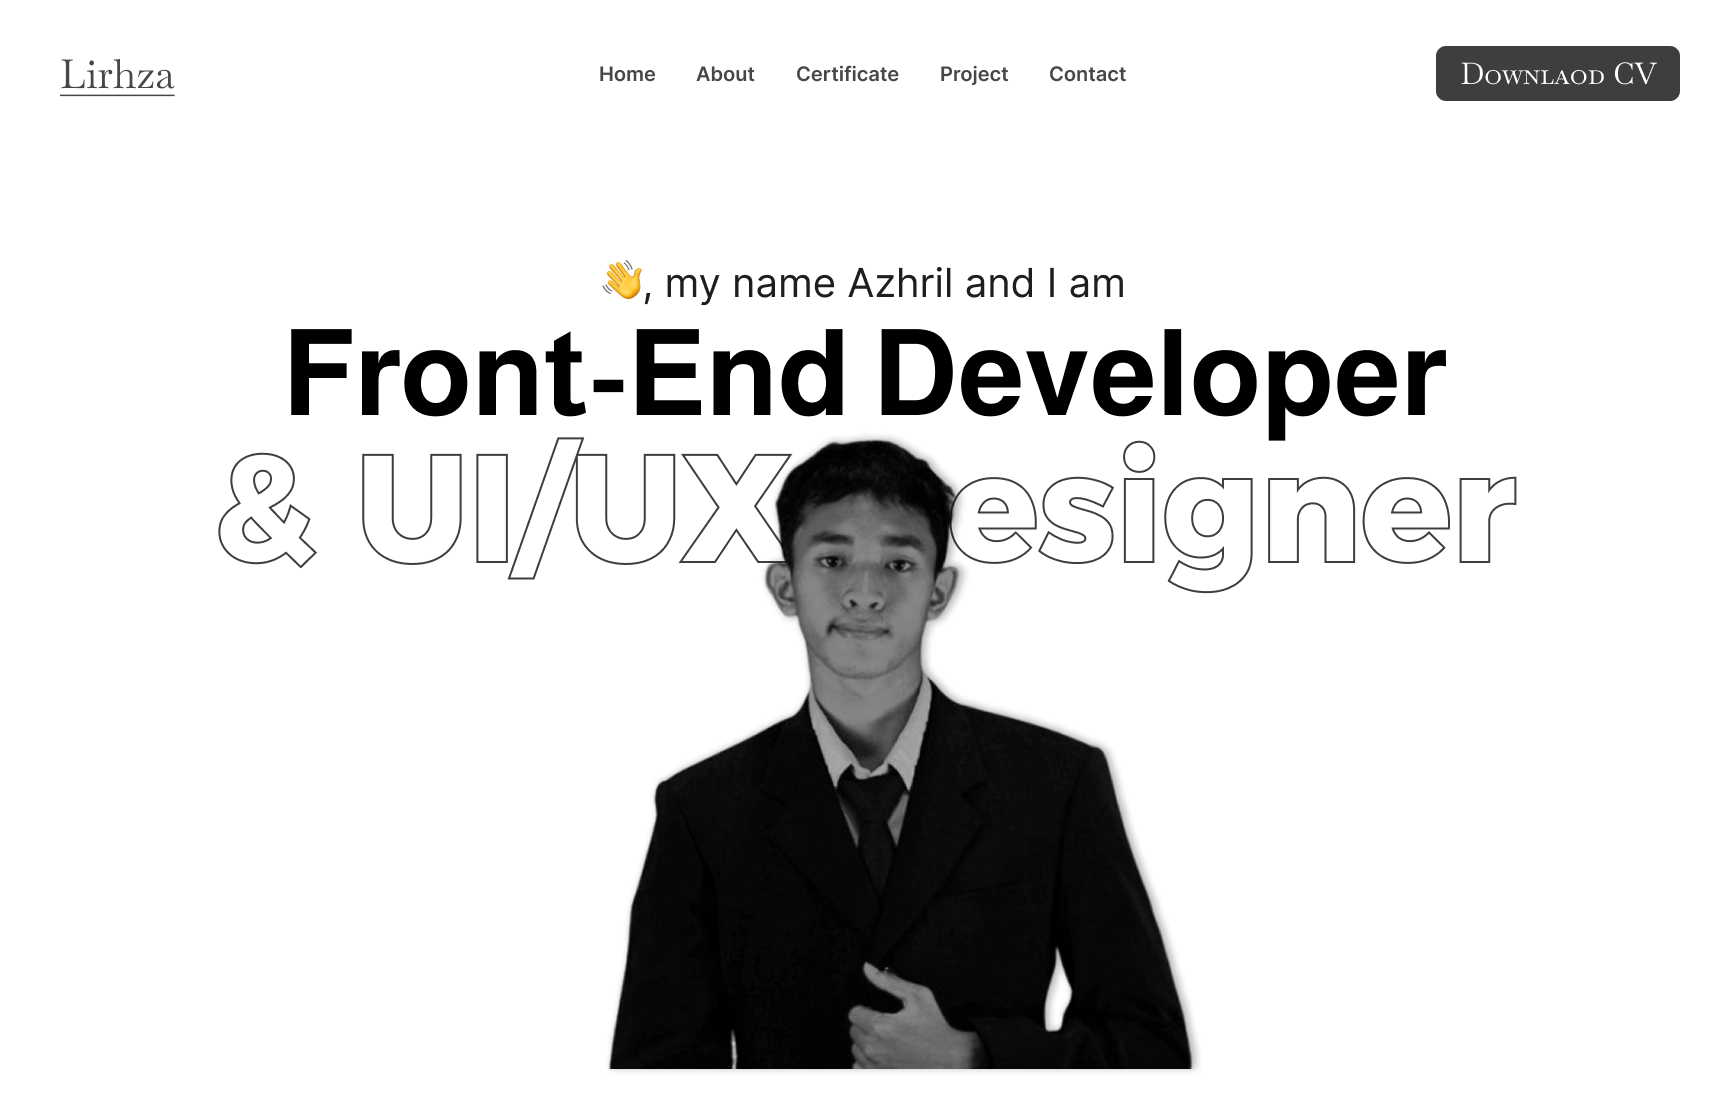 Lirhza
Home About Certificate Project Contact
Downlaod CV
👋, my name Azhril and I am
Front-End Developer
& UI/UX esigner